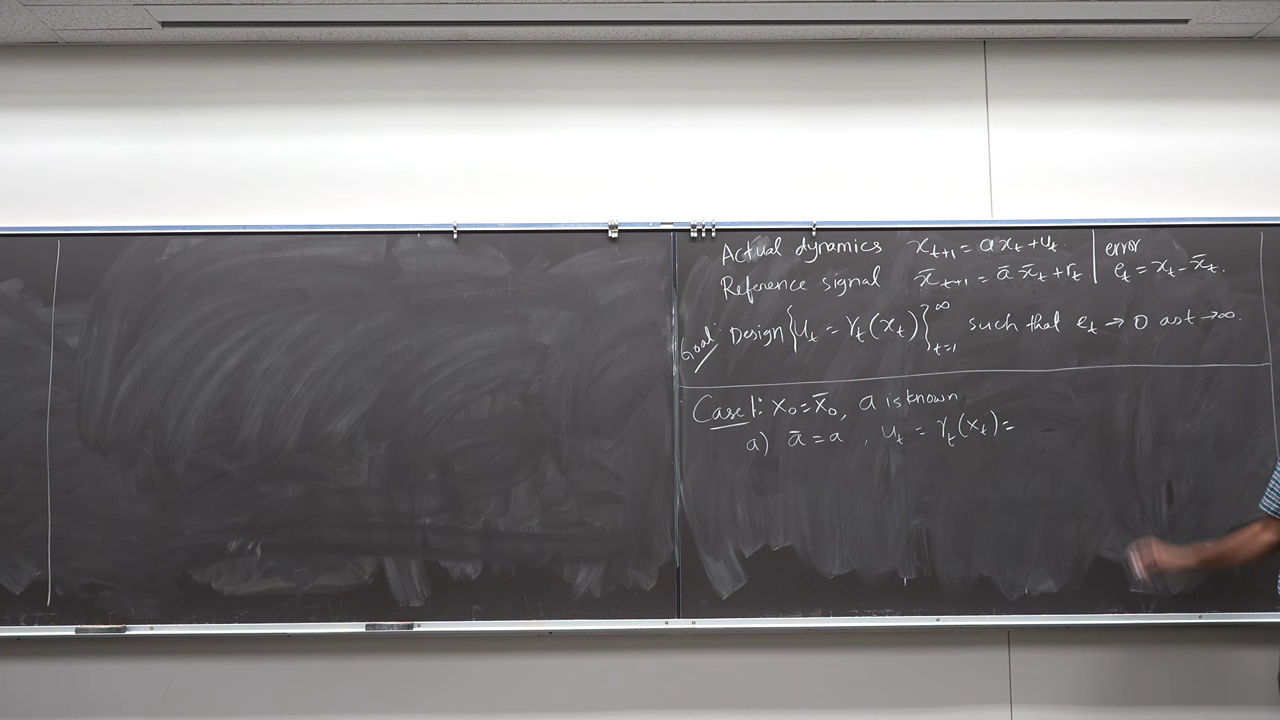 Actual dynamics x_{t+1} = a x_t + u_t. | error
Reference signal x̄_{t+1} = ā x̄_t + r_t | e_t = x_t - x̄_t.
Goal: Design {u_t = γ_t(x_t)}_{t=1}^∞ such that e_t → 0 as t → ∞.
Case 1: x_0 = x̄_0, a is known
a) ā = a , u_t = γ_t(x_t) =